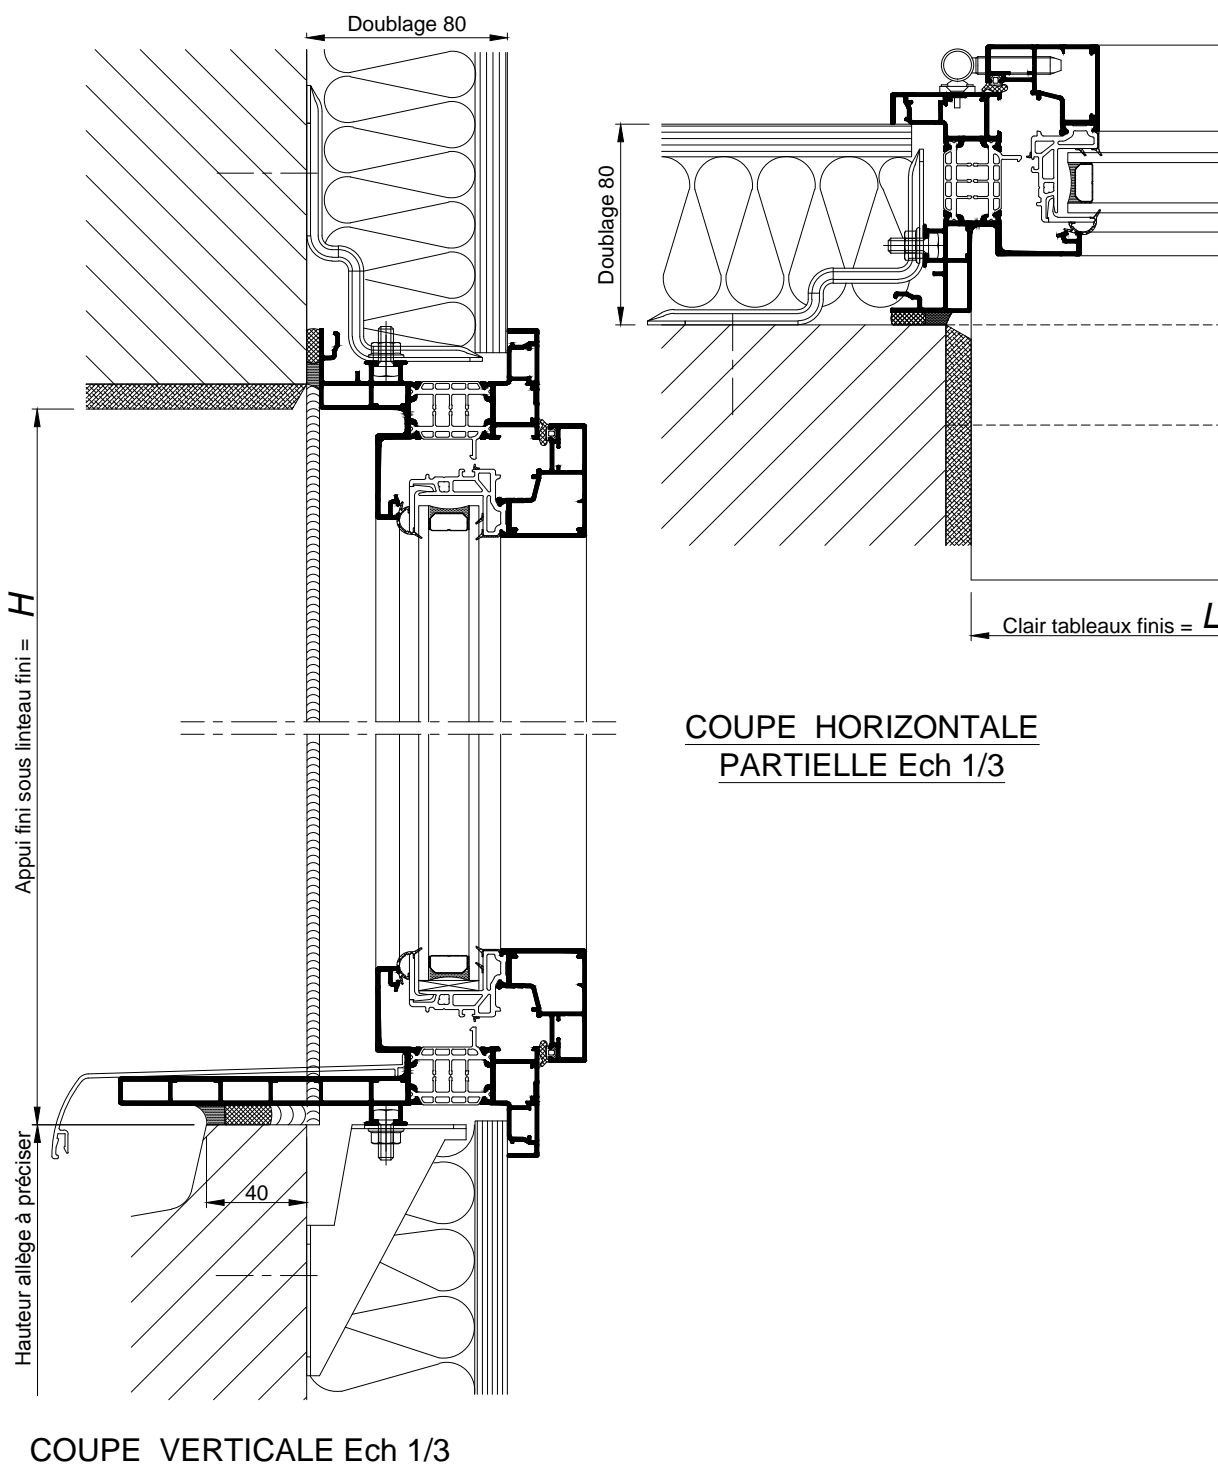 Doublage 80
Doublage 80
Appui fini sous linteau fini = H
Clair tableaux finis = L
COUPE HORIZONTALE
PARTIELLE Ech 1/3
Hauteur allège à préciser
40
COUPE VERTICALE Ech 1/3